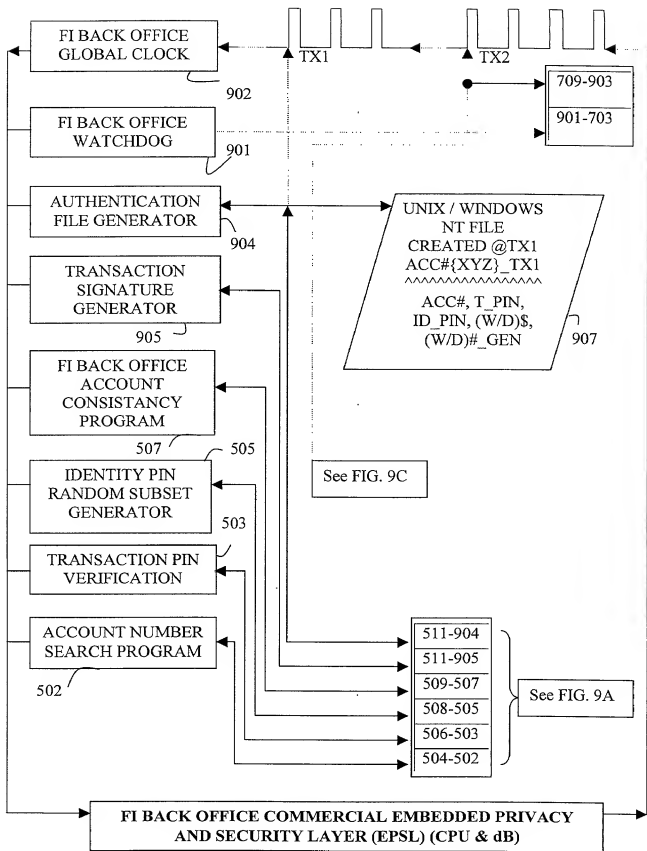 FI BACK OFFICE
GLOBAL CLOCK
902
TX1
TX2
709-903
901-703
FI BACK OFFICE
WATCHDOG
901
AUTHENTICATION
FILE GENERATOR
904
UNIX / WINDOWS
NT FILE
CREATED @TX1
ACC#{XYZ}_TX1
^^^^^^^^^^^^^^^^^
ACC#, T_PIN,
ID_PIN, (W/D)$,
(W/D)#_GEN
907
TRANSACTION
SIGNATURE
GENERATOR
905
FI BACK OFFICE
ACCOUNT
CONSISTANCY
PROGRAM
507
505
IDENTITY PIN
RANDOM SUBSET
GENERATOR
See FIG. 9C
503
TRANSACTION PIN
VERIFICATION
ACCOUNT NUMBER
SEARCH PROGRAM
502
511-904
511-905
509-507
508-505
506-503
504-502
See FIG. 9A
FI BACK OFFICE COMMERCIAL EMBEDDED PRIVACY
AND SECURITY LAYER (EPSL) (CPU & dB)